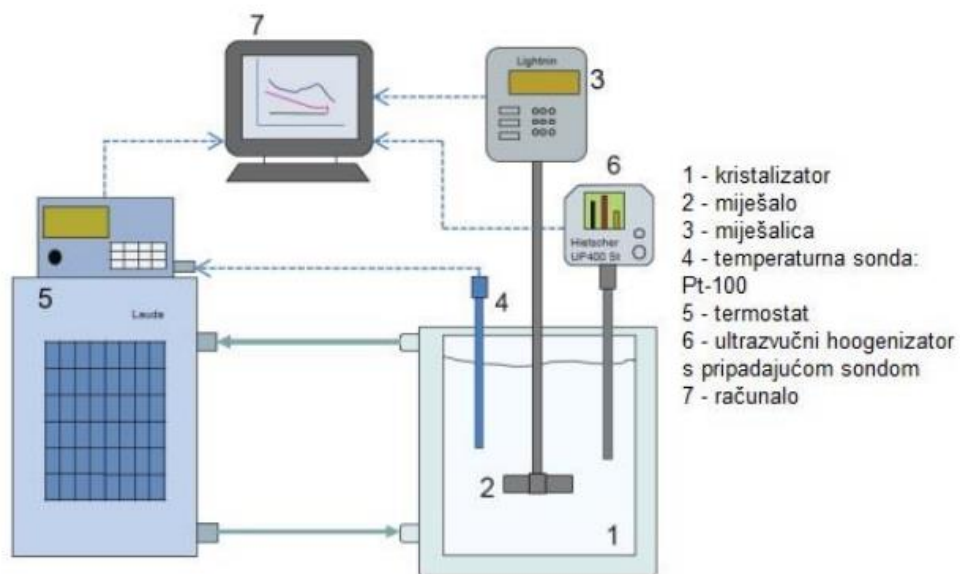 7
Lightnin
3
6
Hielscher
UP400 St
5
Lauda
4
2
1
1 - kristalizator
2 - miješalo
3 - miješalica
4 - temperaturna sonda:
Pt-100
5 - termostat
6 - ultrazvučni hoogenizator
s pripadajućom sondom
7 - računalo